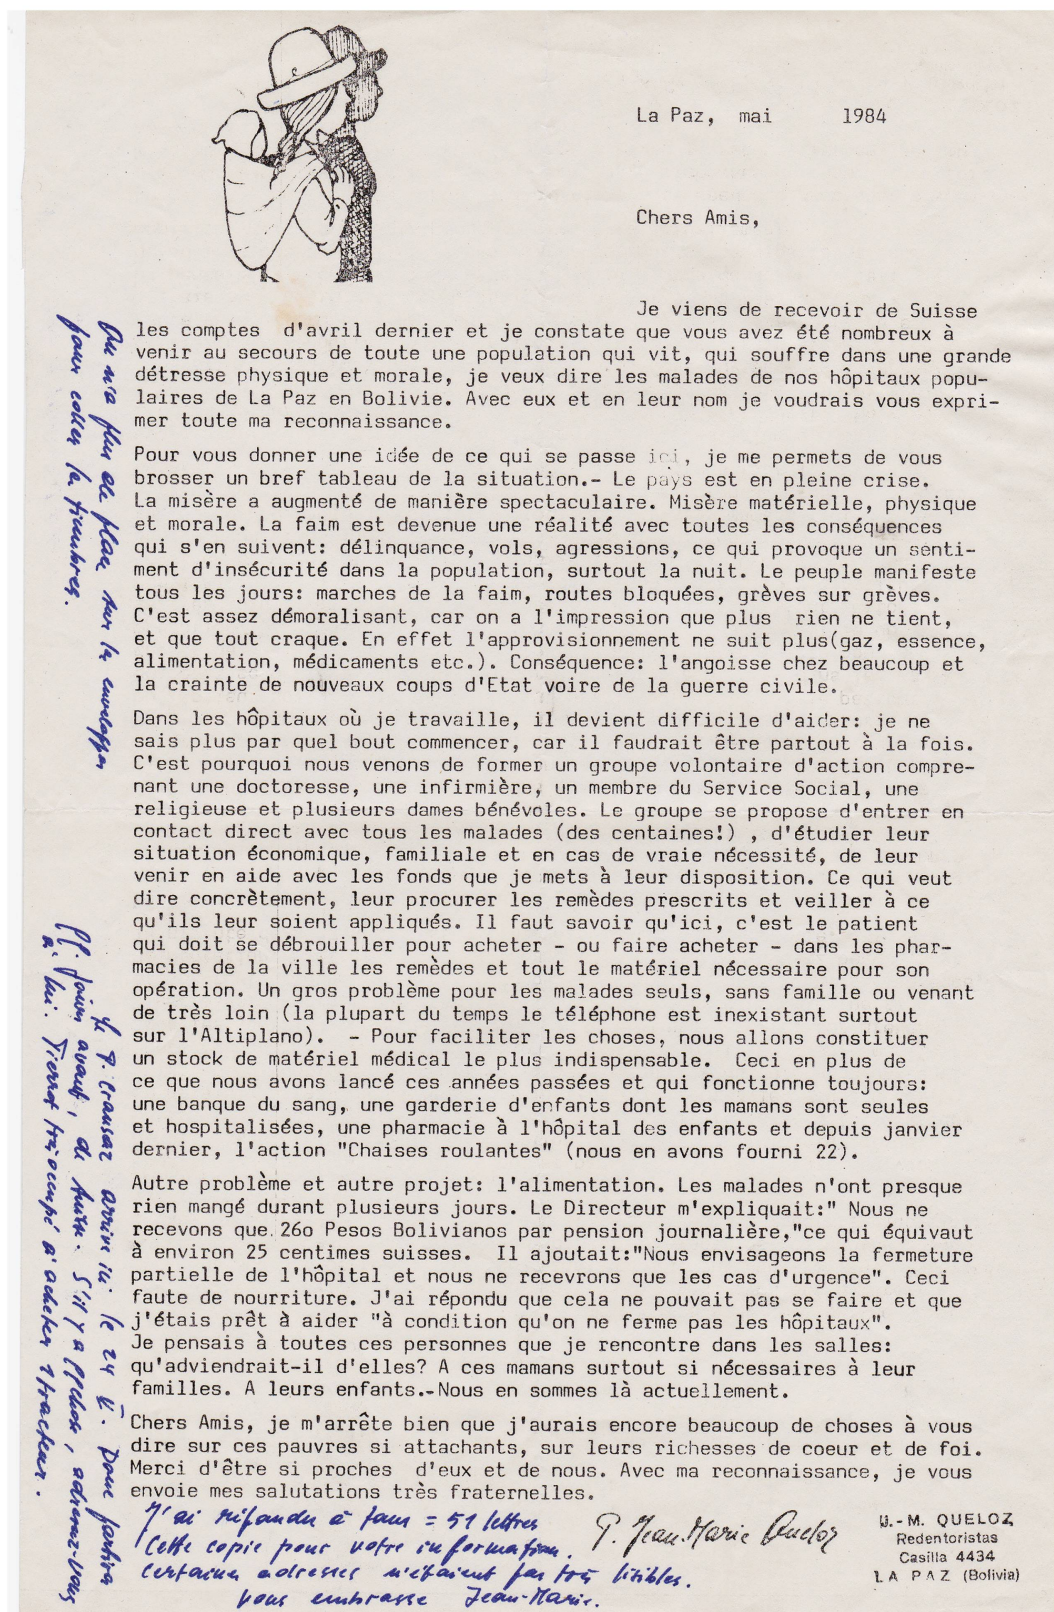 La Paz, mai 1984
Chers Amis,
Je viens de recevoir de Suisse
les comptes d'avril dernier et je constate que vous avez été nombreux à
venir au secours de toute une population qui vit, qui souffre dans une grande
détresse physique et morale, je veux dire les malades de nos hôpitaux popu-
laires de La Paz en Bolivie. Avec eux et en leur nom je voudrais vous expri-
mer toute ma reconnaissance.
Pour vous donner une idée de ce qui se passe ici, je me permets de vous
brosser un bref tableau de la situation.- Le pays est en pleine crise.
La misère a augmenté de manière spectaculaire. Misère matérielle, physique
et morale. La faim est devenue une réalité avec toutes les conséquences
qui s'en suivent: délinquance, vols, agressions, ce qui provoque un senti-
ment d'insécurité dans la population, surtout la nuit. Le peuple manifeste
tous les jours: marches de la faim, routes bloquées, grèves sur grèves.
C'est assez démoralisant, car on a l'impression que plus rien ne tient,
et que tout craque. En effet l'approvisionnement ne suit plus(gaz, essence,
alimentation, médicaments etc.). Conséquence: l'angoisse chez beaucoup et
la crainte de nouveaux coups d'Etat voire de la guerre civile.
Dans les hôpitaux où je travaille, il devient difficile d'aider: je ne
sais plus par quel bout commencer, car il faudrait être partout à la fois.
C'est pourquoi nous venons de former un groupe volontaire d'action compre-
nant une doctoresse, une infirmière, un membre du Service Social, une
religieuse et plusieurs dames bénévoles. Le groupe se propose d'entrer en
contact direct avec tous les malades (des centaines!) , d'étudier leur
situation économique, familiale et en cas de vraie nécessité, de leur
venir en aide avec les fonds que je mets à leur disposition. Ce qui veut
dire concrètement, leur procurer les remèdes prescrits et veiller à ce
qu'ils leur soient appliqués. Il faut savoir qu'ici, c'est le patient
qui doit se débrouiller pour acheter - ou faire acheter - dans les phar-
macies de la ville les remèdes et tout le matériel nécessaire pour son
opération. Un gros problème pour les malades seuls, sans famille ou venant
de très loin (la plupart du temps le téléphone est inexistant surtout
sur l'Altiplano). - Pour faciliter les choses, nous allons constituer
un stock de matériel médical le plus indispensable. Ceci en plus de
ce que nous avons lancé ces années passées et qui fonctionne toujours:
une banque du sang, une garderie d'enfants dont les mamans sont seules
et hospitalisées, une pharmacie à l'hôpital des enfants et depuis janvier
dernier, l'action "Chaises roulantes" (nous en avons fourni 22).
Autre problème et autre projet: l'alimentation. Les malades n'ont presque
rien mangé durant plusieurs jours. Le Directeur m'expliquait:" Nous ne
recevons que 26o Pesos Bolivianos par pension journalière,"ce qui équivaut
à environ 25 centimes suisses. Il ajoutait:"Nous envisageons la fermeture
partielle de l'hôpital et nous ne recevrons que les cas d'urgence". Ceci
faute de nourriture. J'ai répondu que cela ne pouvait pas se faire et que
j'étais prêt à aider "à condition qu'on ne ferme pas les hôpitaux".
Je pensais à toutes ces personnes que je rencontre dans les salles:
qu'adviendrait-il d'elles? A ces mamans surtout si nécessaires à leur
familles. A leurs enfants.-Nous en sommes là actuellement.
Chers Amis, je m'arrête bien que j'aurais encore beaucoup de choses à vous
dire sur ces pauvres si attachants, sur leurs richesses de coeur et de foi.
Merci d'être si proches d'eux et de nous. Avec ma reconnaissance, je vous
envoie mes salutations très fraternelles.
J'ai répondu à tous = 51 lettres
Cette copie pour votre information.
certaines adresses n'étaient pas très lisibles.
vous embrasse Jean-Marie.
P. Jean-Marie Queloz
J.-M. QUELOZ
Redentoristas
Casilla 4434
LA PAZ (Bolivia)
On n'a plus de place sur les enveloppes
pour coller les timbres.
Le P. Crausaz arrive ici le 24 V. Donc partira
qq. jours avant, de Suisse. S'il y a qqchose, adressez-vous
à lui. Pierrot préoccupé à acheter 1 tracteur.